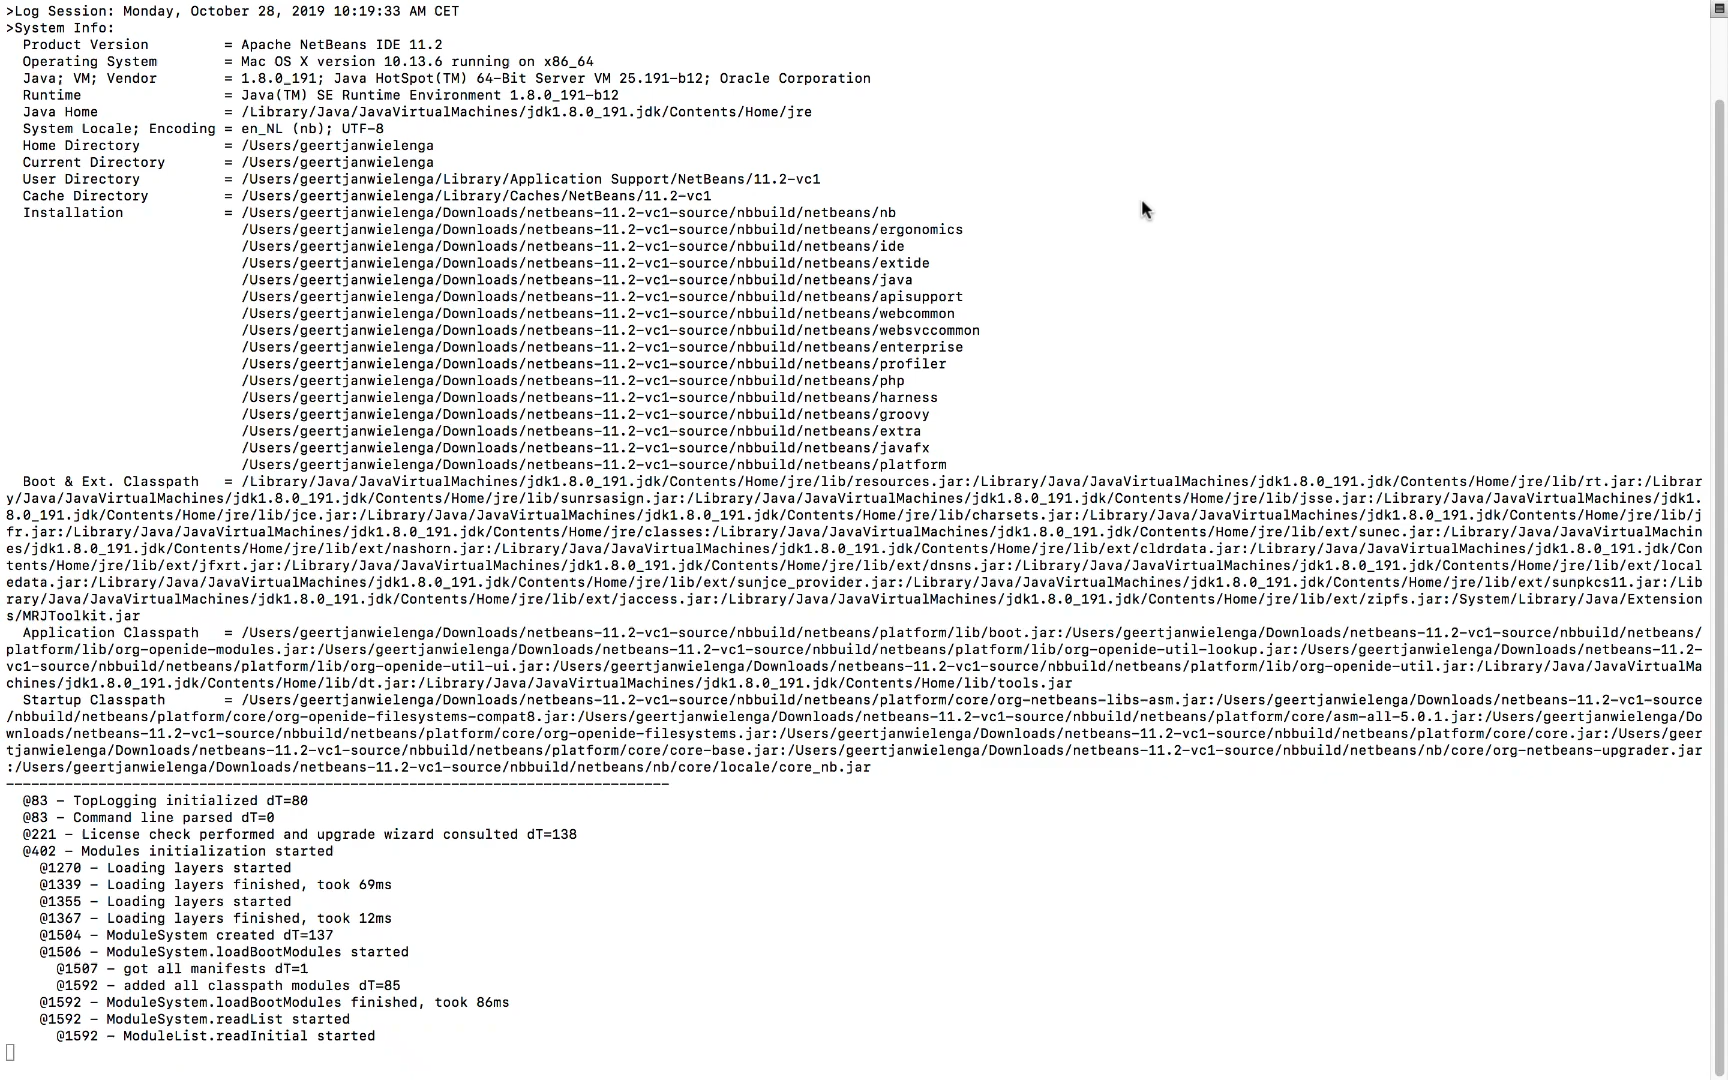 >Log Session: Monday, October 28, 2019 10:19:33 AM CET
>System Info:
  Product Version         = Apache NetBeans IDE 11.2
  Operating System        = Mac OS X version 10.13.6 running on x86_64
  Java; VM; Vendor        = 1.8.0_191; Java HotSpot(TM) 64-Bit Server VM 25.191-b12; Oracle Corporation
  Runtime                 = Java(TM) SE Runtime Environment 1.8.0_191-b12
  Java Home               = /Library/Java/JavaVirtualMachines/jdk1.8.0_191.jdk/Contents/Home/jre
  System Locale; Encoding = en_NL (nb); UTF-8
  Home Directory          = /Users/geertjanwielenga
  Current Directory       = /Users/geertjanwielenga
  User Directory          = /Users/geertjanwielenga/Library/Application Support/NetBeans/11.2-vc1
  Cache Directory         = /Users/geertjanwielenga/Library/Caches/NetBeans/11.2-vc1
  Installation            = /Users/geertjanwielenga/Downloads/netbeans-11.2-vc1-source/nbbuild/netbeans/nb
                            /Users/geertjanwielenga/Downloads/netbeans-11.2-vc1-source/nbbuild/netbeans/ergonomics
                            /Users/geertjanwielenga/Downloads/netbeans-11.2-vc1-source/nbbuild/netbeans/ide
                            /Users/geertjanwielenga/Downloads/netbeans-11.2-vc1-source/nbbuild/netbeans/extide
                            /Users/geertjanwielenga/Downloads/netbeans-11.2-vc1-source/nbbuild/netbeans/java
                            /Users/geertjanwielenga/Downloads/netbeans-11.2-vc1-source/nbbuild/netbeans/apisupport
                            /Users/geertjanwielenga/Downloads/netbeans-11.2-vc1-source/nbbuild/netbeans/webcommon
                            /Users/geertjanwielenga/Downloads/netbeans-11.2-vc1-source/nbbuild/netbeans/websvccommon
                            /Users/geertjanwielenga/Downloads/netbeans-11.2-vc1-source/nbbuild/netbeans/enterprise
                            /Users/geertjanwielenga/Downloads/netbeans-11.2-vc1-source/nbbuild/netbeans/profiler
                            /Users/geertjanwielenga/Downloads/netbeans-11.2-vc1-source/nbbuild/netbeans/php
                            /Users/geertjanwielenga/Downloads/netbeans-11.2-vc1-source/nbbuild/netbeans/harness
                            /Users/geertjanwielenga/Downloads/netbeans-11.2-vc1-source/nbbuild/netbeans/groovy
                            /Users/geertjanwielenga/Downloads/netbeans-11.2-vc1-source/nbbuild/netbeans/extra
                            /Users/geertjanwielenga/Downloads/netbeans-11.2-vc1-source/nbbuild/netbeans/javafx
                            /Users/geertjanwielenga/Downloads/netbeans-11.2-vc1-source/nbbuild/netbeans/platform
  Boot & Ext. Classpath   = /Library/Java/JavaVirtualMachines/jdk1.8.0_191.jdk/Contents/Home/jre/lib/resources.jar:/Library/Java/JavaVirtualMachines/jdk1.8.0_191.jdk/Contents/Home/jre/lib/rt.jar:/Librar
y/Java/JavaVirtualMachines/jdk1.8.0_191.jdk/Contents/Home/jre/lib/sunrsasign.jar:/Library/Java/JavaVirtualMachines/jdk1.8.0_191.jdk/Contents/Home/jre/lib/jsse.jar:/Library/Java/JavaVirtualMachines/jdk1.
8.0_191.jdk/Contents/Home/jre/lib/jce.jar:/Library/Java/JavaVirtualMachines/jdk1.8.0_191.jdk/Contents/Home/jre/lib/charsets.jar:/Library/Java/JavaVirtualMachines/jdk1.8.0_191.jdk/Contents/Home/jre/lib/j
fr.jar:/Library/Java/JavaVirtualMachines/jdk1.8.0_191.jdk/Contents/Home/jre/classes:/Library/Java/JavaVirtualMachines/jdk1.8.0_191.jdk/Contents/Home/jre/lib/ext/sunec.jar:/Library/Java/JavaVirtualMachin
es/jdk1.8.0_191.jdk/Contents/Home/jre/lib/ext/nashorn.jar:/Library/Java/JavaVirtualMachines/jdk1.8.0_191.jdk/Contents/Home/jre/lib/ext/cldrdata.jar:/Library/Java/JavaVirtualMachines/jdk1.8.0_191.jdk/Con
tents/Home/jre/lib/ext/jfxrt.jar:/Library/Java/JavaVirtualMachines/jdk1.8.0_191.jdk/Contents/Home/jre/lib/ext/dnsns.jar:/Library/Java/JavaVirtualMachines/jdk1.8.0_191.jdk/Contents/Home/jre/lib/ext/local
edata.jar:/Library/Java/JavaVirtualMachines/jdk1.8.0_191.jdk/Contents/Home/jre/lib/ext/sunjce_provider.jar:/Library/Java/JavaVirtualMachines/jdk1.8.0_191.jdk/Contents/Home/jre/lib/ext/sunpkcs11.jar:/Lib
rary/Java/JavaVirtualMachines/jdk1.8.0_191.jdk/Contents/Home/jre/lib/ext/jaccess.jar:/Library/Java/JavaVirtualMachines/jdk1.8.0_191.jdk/Contents/Home/jre/lib/ext/zipfs.jar:/System/Library/Java/Extension
s/MRJToolkit.jar
  Application Classpath   = /Users/geertjanwielenga/Downloads/netbeans-11.2-vc1-source/nbbuild/netbeans/platform/lib/boot.jar:/Users/geertjanwielenga/Downloads/netbeans-11.2-vc1-source/nbbuild/netbeans/
platform/lib/org-openide-modules.jar:/Users/geertjanwielenga/Downloads/netbeans-11.2-vc1-source/nbbuild/netbeans/platform/lib/org-openide-util-lookup.jar:/Users/geertjanwielenga/Downloads/netbeans-11.2-
vc1-source/nbbuild/netbeans/platform/lib/org-openide-util-ui.jar:/Users/geertjanwielenga/Downloads/netbeans-11.2-vc1-source/nbbuild/netbeans/platform/lib/org-openide-util.jar:/Library/Java/JavaVirtualMa
chines/jdk1.8.0_191.jdk/Contents/Home/lib/dt.jar:/Library/Java/JavaVirtualMachines/jdk1.8.0_191.jdk/Contents/Home/lib/tools.jar
  Startup Classpath       = /Users/geertjanwielenga/Downloads/netbeans-11.2-vc1-source/nbbuild/netbeans/platform/core/org-netbeans-libs-asm.jar:/Users/geertjanwielenga/Downloads/netbeans-11.2-vc1-source
/nbbuild/netbeans/platform/core/org-openide-filesystems-compat8.jar:/Users/geertjanwielenga/Downloads/netbeans-11.2-vc1-source/nbbuild/netbeans/platform/core/asm-all-5.0.1.jar:/Users/geertjanwielenga/Do
wnloads/netbeans-11.2-vc1-source/nbbuild/netbeans/platform/core/org-openide-filesystems.jar:/Users/geertjanwielenga/Downloads/netbeans-11.2-vc1-source/nbbuild/netbeans/platform/core/core.jar:/Users/geer
tjanwielenga/Downloads/netbeans-11.2-vc1-source/nbbuild/netbeans/platform/core/core-base.jar:/Users/geertjanwielenga/Downloads/netbeans-11.2-vc1-source/nbbuild/netbeans/nb/core/org-netbeans-upgrader.jar
:/Users/geertjanwielenga/Downloads/netbeans-11.2-vc1-source/nbbuild/netbeans/nb/core/locale/core_nb.jar
-------------------------------------------------------------------------------
  @83 - TopLogging initialized dT=80
  @83 - Command line parsed dT=0
  @221 - License check performed and upgrade wizard consulted dT=138
  @402 - Modules initialization started
    @1270 - Loading layers started
    @1339 - Loading layers finished, took 69ms
    @1355 - Loading layers started
    @1367 - Loading layers finished, took 12ms
    @1504 - ModuleSystem created dT=137
    @1506 - ModuleSystem.loadBootModules started
      @1507 - got all manifests dT=1
      @1592 - added all classpath modules dT=85
    @1592 - ModuleSystem.loadBootModules finished, took 86ms
    @1592 - ModuleSystem.readList started
      @1592 - ModuleList.readInitial started